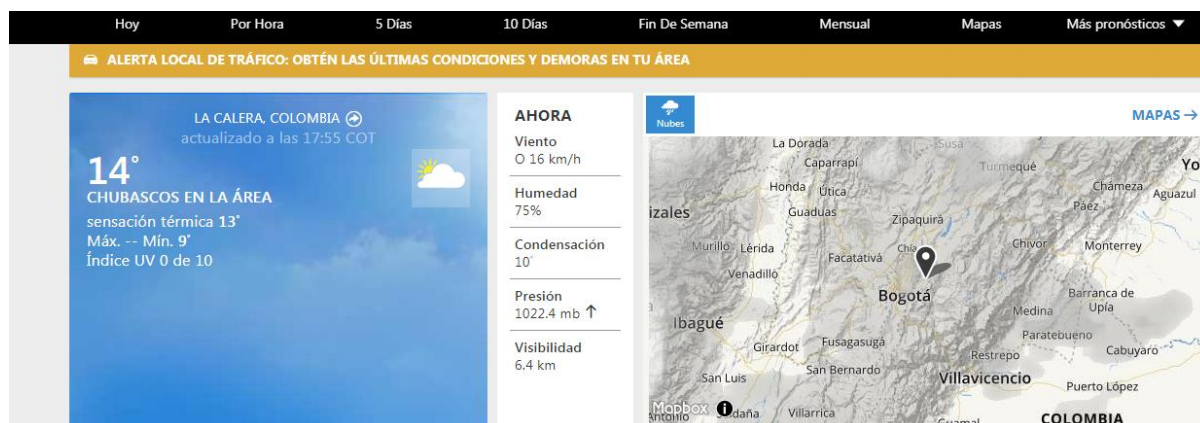 Hoy Por Hora 5 Días 10 Días Fin De Semana Mensual Mapas Más pronósticos
ALERTA LOCAL DE TRÁFICO: OBTÉN LAS ÚLTIMAS CONDICIONES Y DEMORAS EN TU ÁREA
LA CALERA, COLOMBIA
actualizado a las 17:55 COT
14°
CHUBASCOS EN LA ÁREA
sensación térmica 13°
Máx. -- Mín. 9°
Índice UV 0 de 10
AHORA
Viento
O 16 km/h
Humedad
75%
Condensación
10°
Presión
1022.4 mb ↑
Visibilidad
6.4 km
Nubes
MAPAS →
La Dorada
Susa
Caparrapí
Turmequé
Yo
Honda
Útica
Chámeza
Aguazul
Páez
izales
Guaduas
Zipaquirá
Murillo
Lérida
Chía
Chivor
Monterrey
Facatativá
Venadillo
Bogotá
Barranca de
Upía
Medina
Ibagué
Paratebueno
Girardot
Fusagasugá
Restrepo
Cabuyaro
San Luis
San Bernardo
Villavicencio
Puerto López
Mapbox
Antonio
daña
Villarrica
Guamal
COLOMBIA